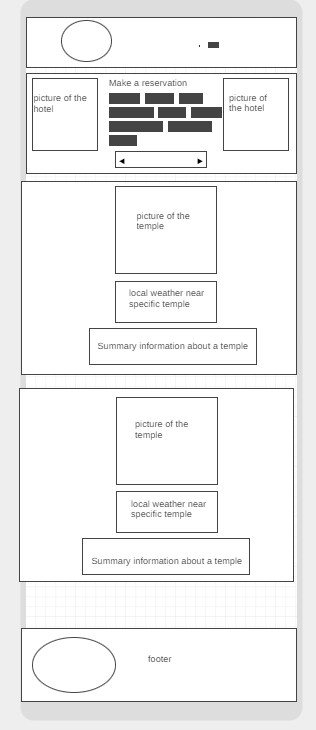 Make a reservation
picture of the
hotel
picture of
the hotel
picture of the
temple
local weather near
specific temple
Summary information about a temple
picture of the
temple
local weather near
specific temple
Summary information about a temple
footer